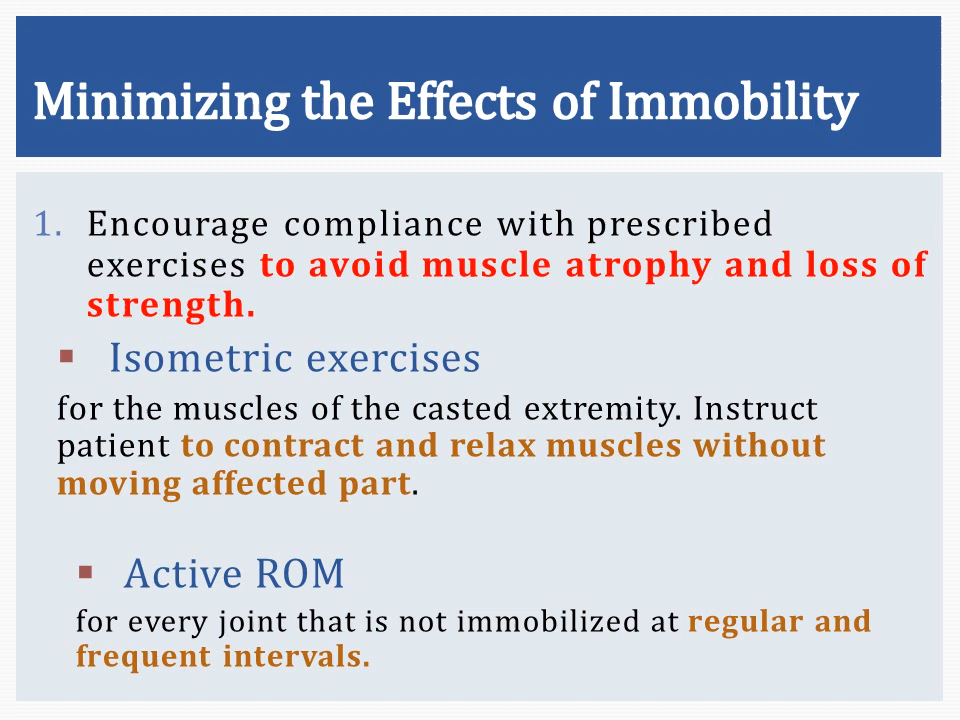 Minimizing the Effects of Immobility
1. Encourage compliance with prescribed
exercises to avoid muscle atrophy and loss of
strength.
▪ Isometric exercises
for the muscles of the casted extremity. Instruct
patient to contract and relax muscles without
moving affected part.
▪ Active ROM
for every joint that is not immobilized at regular and
frequent intervals.